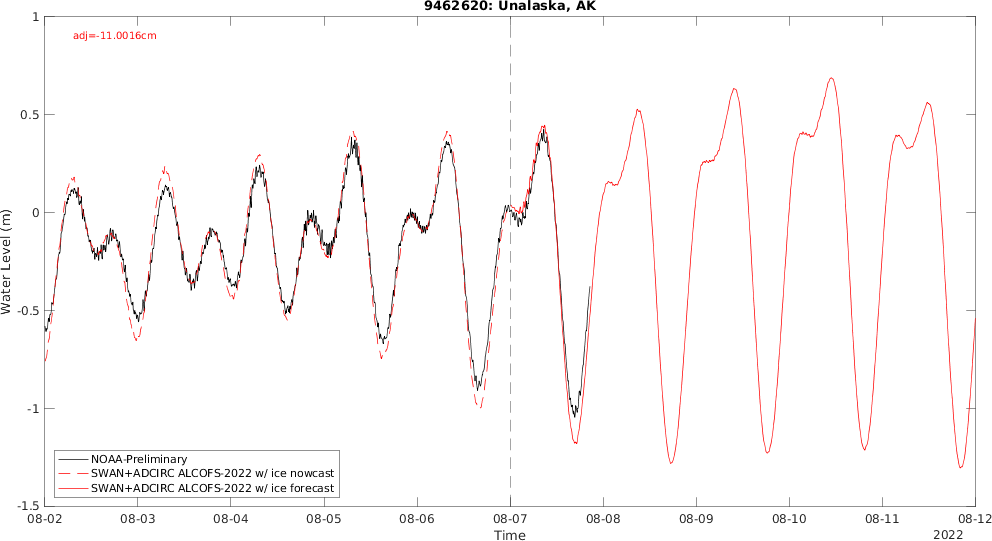 9462620: Unalaska, AK
adj=-11.0016cm
Water Level (m)
1
0.5
0
-0.5
-1
-1.5
NOAA-Preliminary
SWAN+ADCIRC ALCOFS-2022 w/ ice nowcast
SWAN+ADCIRC ALCOFS-2022 w/ ice forecast
08-02 08-03 08-04 08-05 08-06 08-07 08-08 08-09 08-10 08-11 08-12
Time
2022